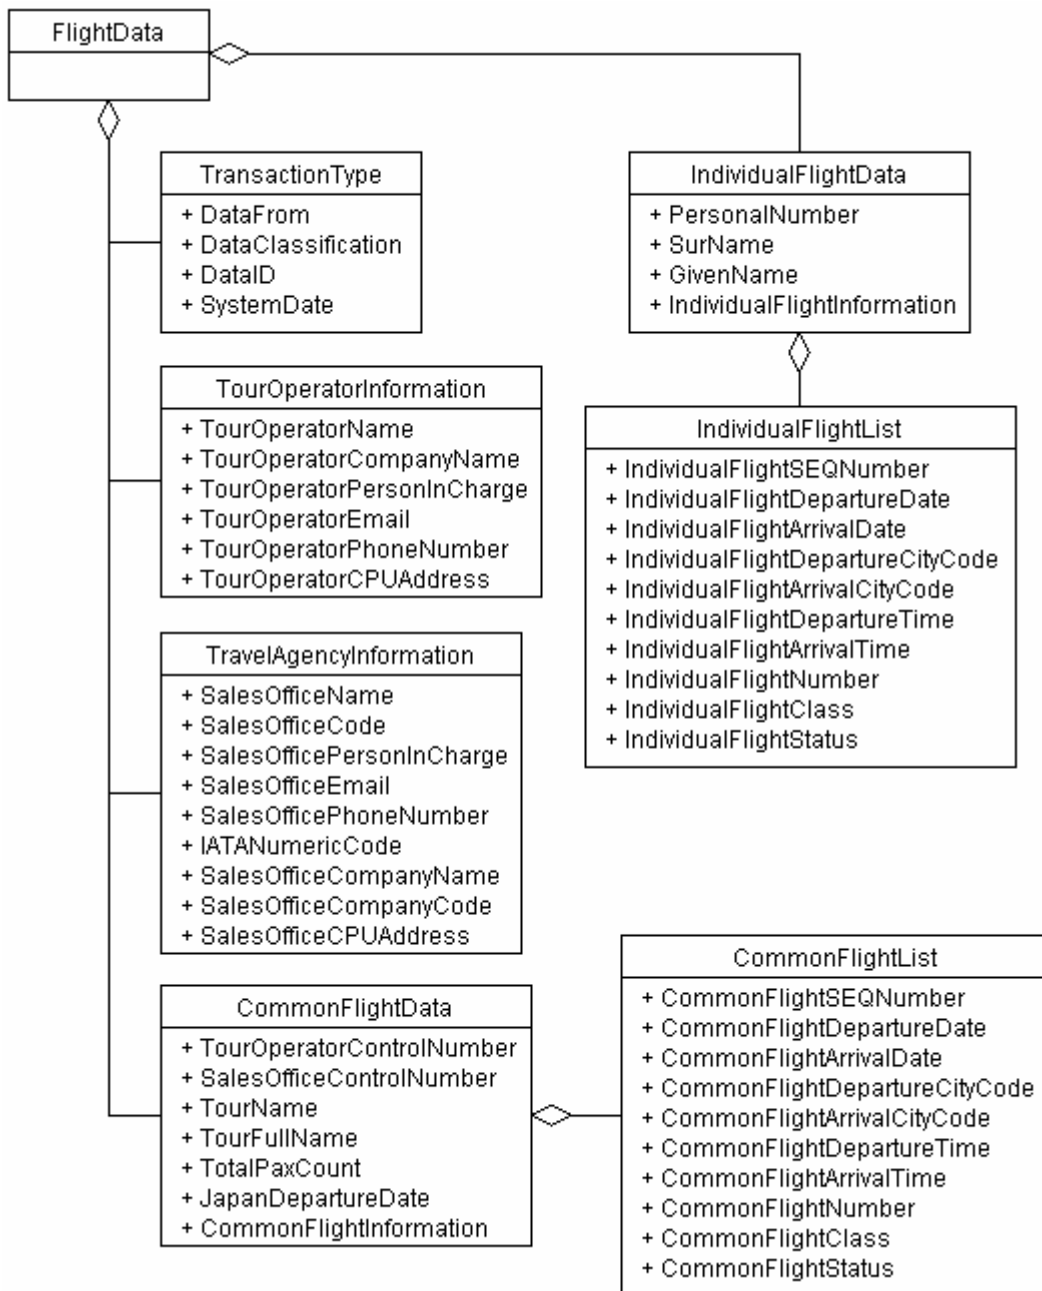 FlightData
TransactionType
+ DataFrom
+ DataClassification
+ DataID
+ SystemDate
IndividualFlightData
+ PersonalNumber
+ SurName
+ GivenName
+ IndividualFlightInformation
TourOperatorInformation
+ TourOperatorName
+ TourOperatorCompanyName
+ TourOperatorPersonInCharge
+ TourOperatorEmail
+ TourOperatorPhoneNumber
+ TourOperatorCPUAddress
IndividualFlightList
+ IndividualFlightSEQNumber
+ IndividualFlightDepartureDate
+ IndividualFlightArrivalDate
+ IndividualFlightDepartureCityCode
+ IndividualFlightArrivalCityCode
+ IndividualFlightDepartureTime
+ IndividualFlightArrivalTime
+ IndividualFlightNumber
+ IndividualFlightClass
+ IndividualFlightStatus
TravelAgencyInformation
+ SalesOfficeName
+ SalesOfficeCode
+ SalesOfficePersonInCharge
+ SalesOfficeEmail
+ SalesOfficePhoneNumber
+ IATANumericCode
+ SalesOfficeCompanyName
+ SalesOfficeCompanyCode
+ SalesOfficeCPUAddress
CommonFlightData
+ TourOperatorControlNumber
+ SalesOfficeControlNumber
+ TourName
+ TourFullName
+ TotalPaxCount
+ JapanDepartureDate
+ CommonFlightInformation
CommonFlightList
+ CommonFlightSEQNumber
+ CommonFlightDepartureDate
+ CommonFlightArrivalDate
+ CommonFlightDepartureCityCode
+ CommonFlightArrivalCityCode
+ CommonFlightDepartureTime
+ CommonFlightArrivalTime
+ CommonFlightNumber
+ CommonFlightClass
+ CommonFlightStatus